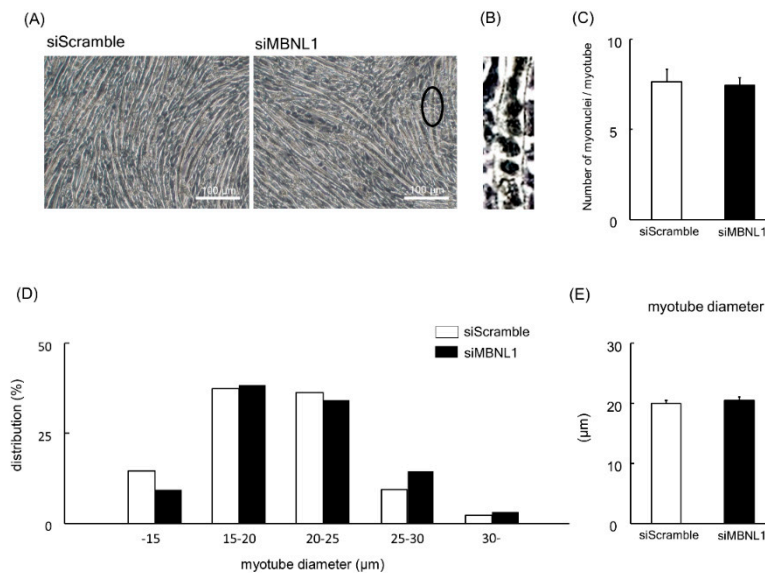 (A)
siScramble
siMBNL1
100 μm
100 μm
(B)
(C)
Number of myonuclei / myotube
10
5
0
siScramble
siMBNL1
(D)
siScramble
siMBNL1
distribution (%)
50
25
0
-15
15-20
20-25
25-30
30-
myotube diameter (μm)
(E)
myotube diameter
(μm)
30
20
10
0
siScramble
siMBNL1